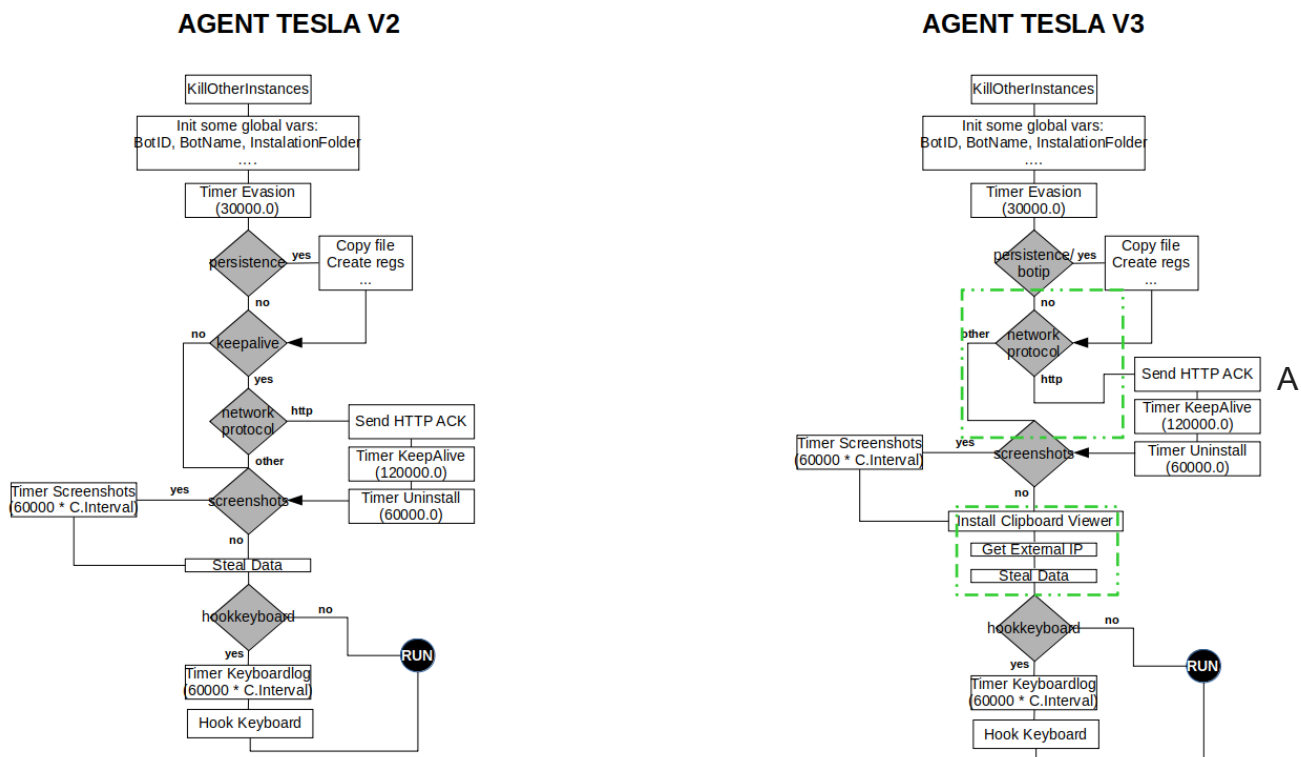 AGENT TESLA V2
KillOtherInstances
Init some global vars:
BotID, BotName, InstalationFolder
....
Timer Evasion
(30000.0)
persistence
yes
Copy file
Create regs
...
no
no
keepalive
yes
network
protocol
http
Send HTTP ACK
Timer KeepAlive
(120000.0)
other
Timer Screenshots
(60000 * C.Interval)
yes
screenshots
Timer Uninstall
(60000.0)
no
Steal Data
hookkeyboard
no
yes
RUN
Timer Keyboardlog
(60000 * C.Interval)
Hook Keyboard
AGENT TESLA V3
KillOtherInstances
Init some global vars:
BotID, BotName, InstalationFolder
....
Timer Evasion
(30000.0)
persistence/
botip
yes
Copy file
Create regs
...
no
other
network
protocol
http
Send HTTP ACK
A
Timer KeepAlive
(120000.0)
Timer Screenshots
(60000 * C.Interval)
yes
screenshots
Timer Uninstall
(60000.0)
no
Install Clipboard Viewer
Get External IP
Steal Data
hookkeyboard
no
yes
RUN
Timer Keyboardlog
(60000 * C.Interval)
Hook Keyboard